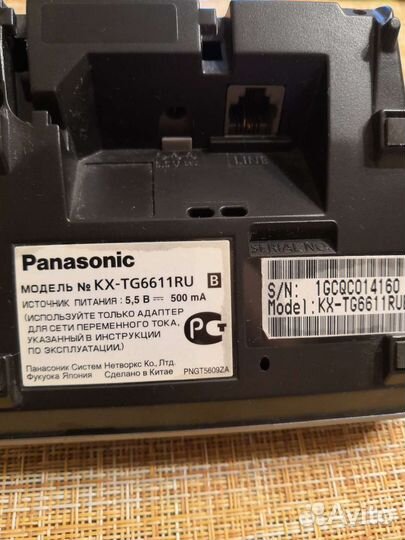 LINE
SERIAL NO.
Panasonic
МОДЕЛЬ № KX-TG6611RU B
ИСТОЧНИК ПИТАНИЯ : 5,5 В 500 mA
(ИСПОЛЬЗУЙТЕ ТОЛЬКО АДАПТЕР
ДЛЯ СЕТИ ПЕРЕМЕННОГО ТОКА,
УКАЗАННЫЙ В ИНСТРУКЦИИ
ПО ЭКСПЛУАТАЦИИ.)
Панасоник Систем Нетворкс Ко., Лтд.
Фукуока Япония Сделано в Китае
PNGT5609ZA
РСТ
S/N: 1GCQC014160
Model:KX-TG6611RU
Avito